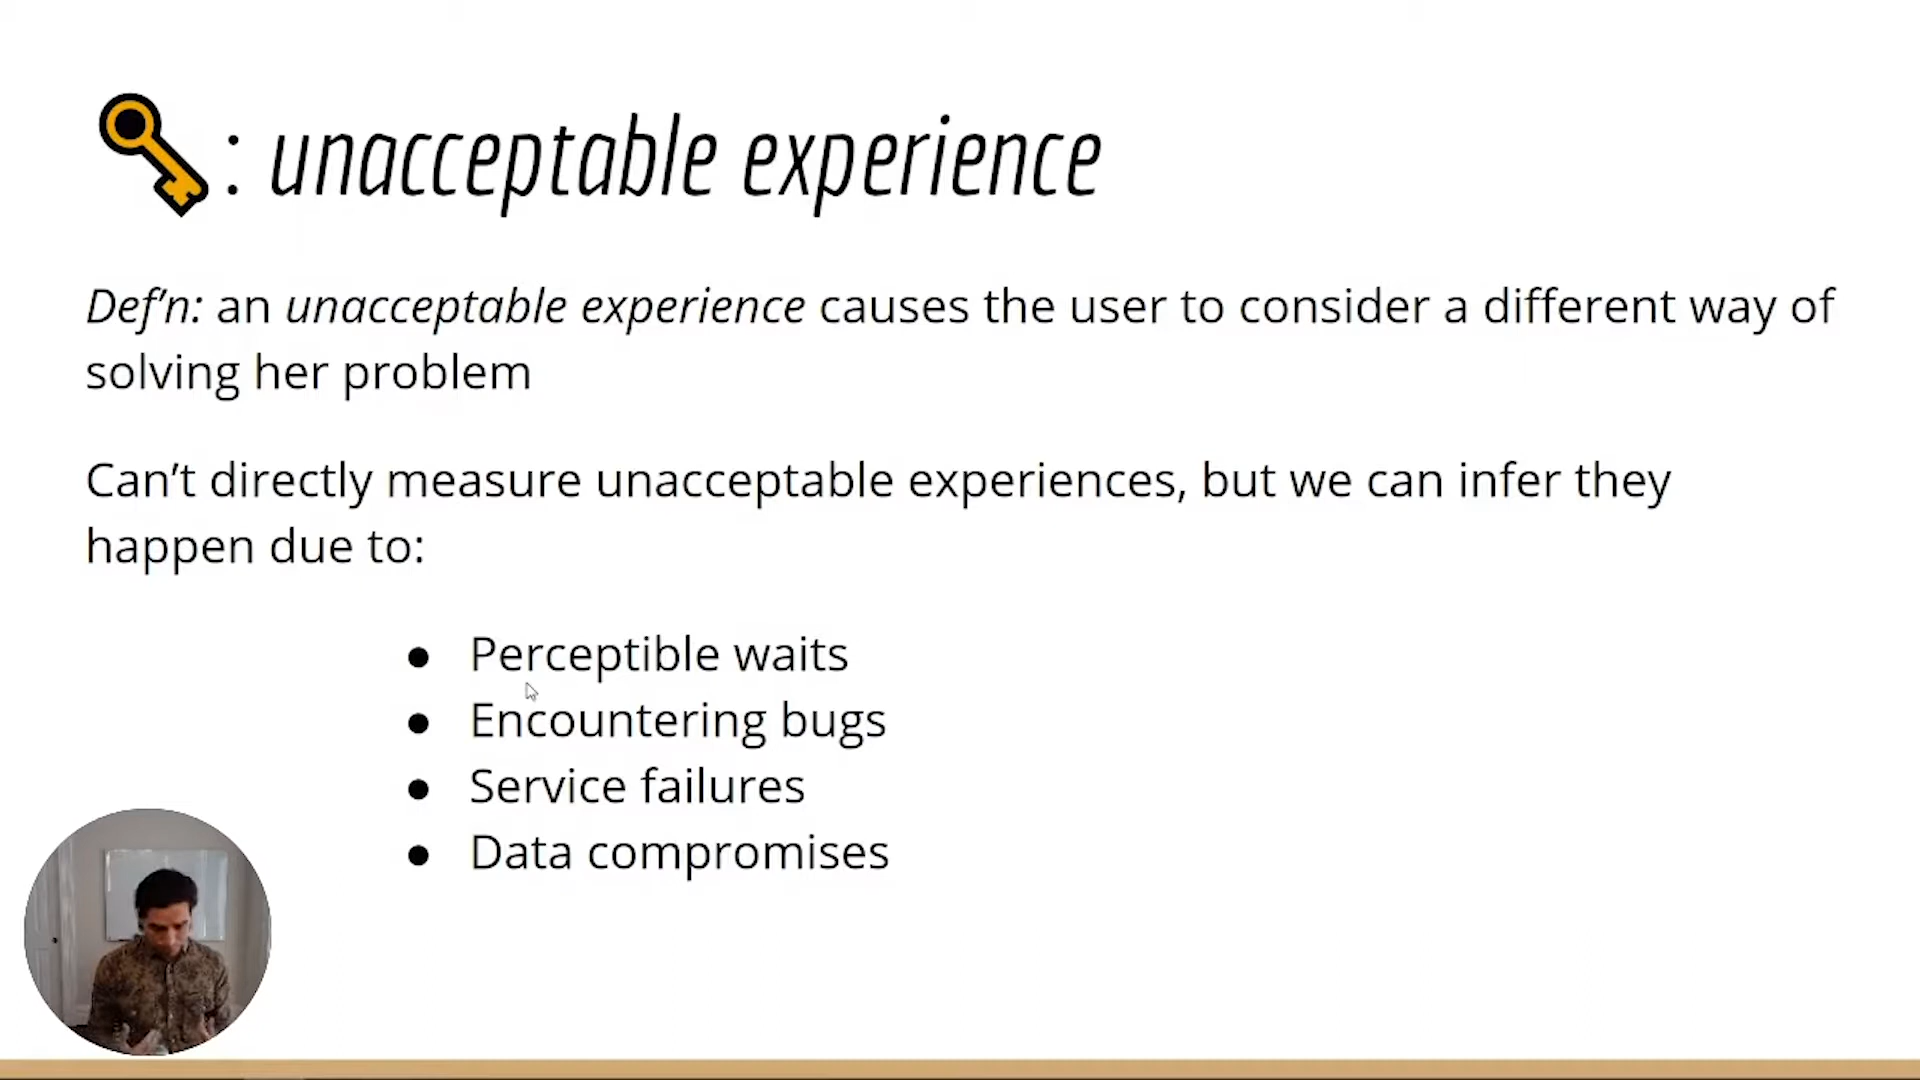 : unacceptable experience
Def’n: an unacceptable experience causes the user to consider a different way of
solving her problem
Can’t directly measure unacceptable experiences, but we can infer they
happen due to:
● Perceptible waits
● Encountering bugs
● Service failures
● Data compromises